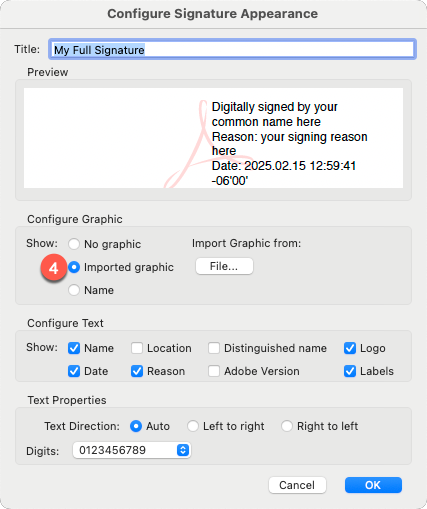 Configure Signature Appearance
Title: My Full Signature
Preview
Digitally signed by your
common name here
Reason: your signing reason
here
Date: 2025.02.15 12:59:41
-06'00'
Configure Graphic
Show: No graphic Import Graphic from:
4 Imported graphic File...
Name
Configure Text
Show: Name Location Distinguished name Logo
Date Reason Adobe Version Labels
Text Properties
Text Direction: Auto Left to right Right to left
Digits: 0123456789
Cancel OK